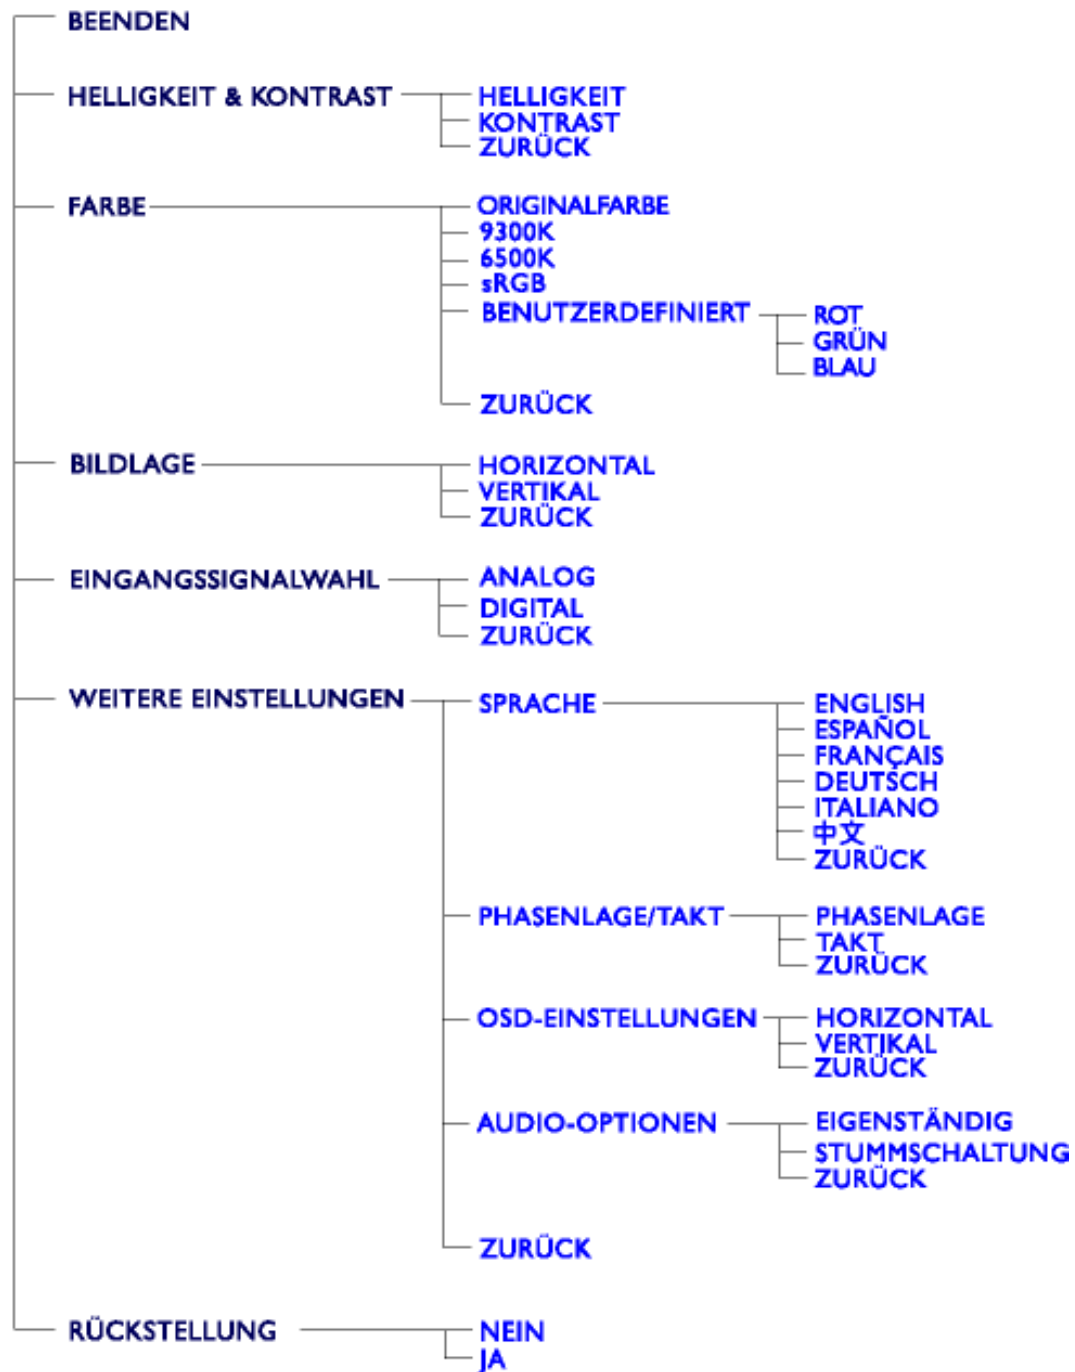 BEENDEN
HELLIGKEIT & KONTRAST
HELLIGKEIT
KONTRAST
ZURÜCK
FARBE
ORIGINALFARBE
9300K
6500K
sRGB
BENUTZERDEFINIERT
ROT
GRÜN
BLAU
ZURÜCK
BILDLAGE
HORIZONTAL
VERTIKAL
ZURÜCK
EINGANGSSIGNALWAHL
ANALOG
DIGITAL
ZURÜCK
WEITERE EINSTELLUNGEN
SPRACHE
ENGLISH
ESPAÑOL
FRANÇAIS
DEUTSCH
ITALIANO
中文
ZURÜCK
PHASENLAGE/TAKT
PHASENLAGE
TAKT
ZURÜCK
OSD-EINSTELLUNGEN
HORIZONTAL
VERTIKAL
ZURÜCK
AUDIO-OPTIONEN
EIGENSTÄNDIG
STUMMSCHALTUNG
ZURÜCK
ZURÜCK
RÜCKSTELLUNG
NEIN
JA